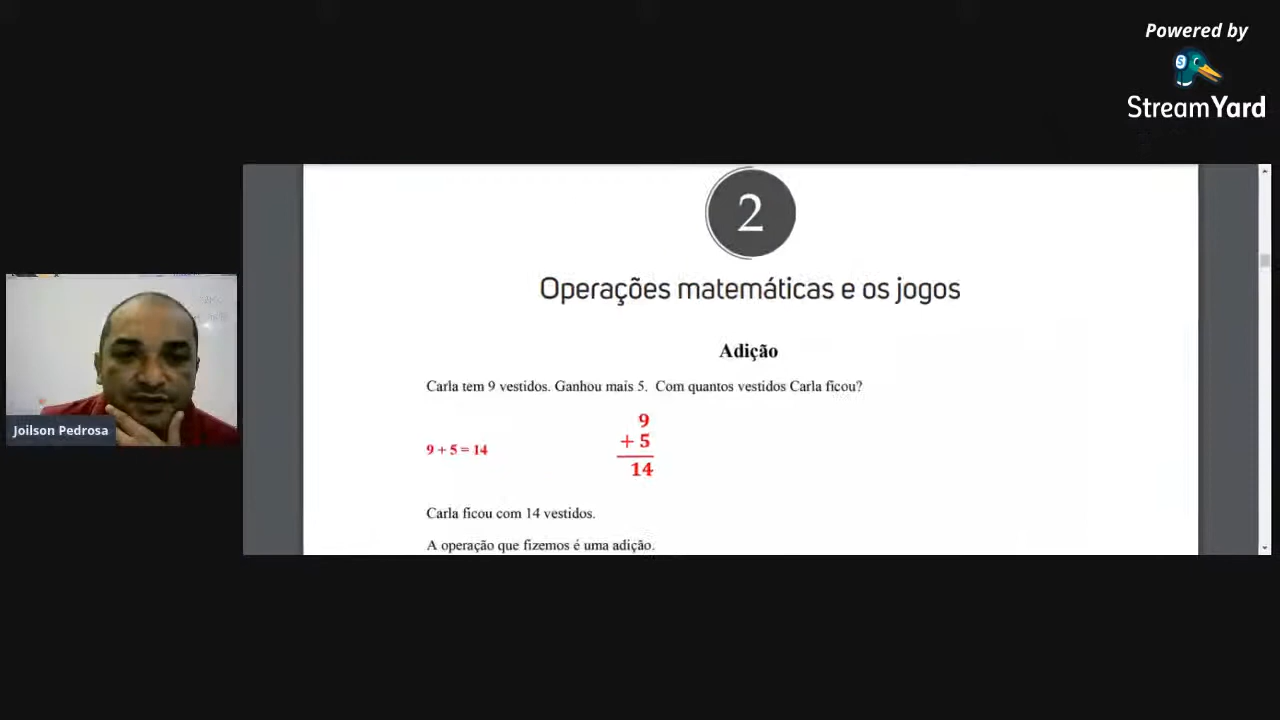 Powered by
StreamYard
2
Operações matemáticas e os jogos
Adição
Carla tem 9 vestidos. Ganhou mais 5. Com quantos vestidos Carla ficou?
9
+ 5
9 + 5 = 14
14
Carla ficou com 14 vestidos.
A operação que fizemos é uma adição.
Joilson Pedrosa